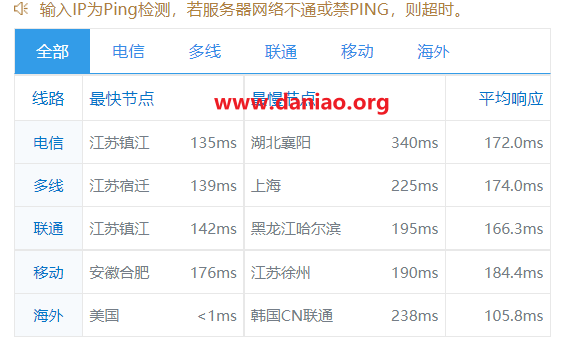 输入IP为Ping检测，若服务器网络不通或禁PING，则超时。
全部 电信 多线 联通 移动 海外
线路 最快节点 最慢节点 平均响应
www.daniao.org
电信 江苏镇江 135ms 湖北襄阳 340ms 172.0ms
多线 江苏宿迁 139ms 上海 225ms 174.0ms
联通 江苏镇江 142ms 黑龙江哈尔滨 195ms 166.3ms
移动 安徽合肥 176ms 江苏徐州 190ms 184.4ms
海外 美国 <1ms 韩国CN联通 238ms 105.8ms